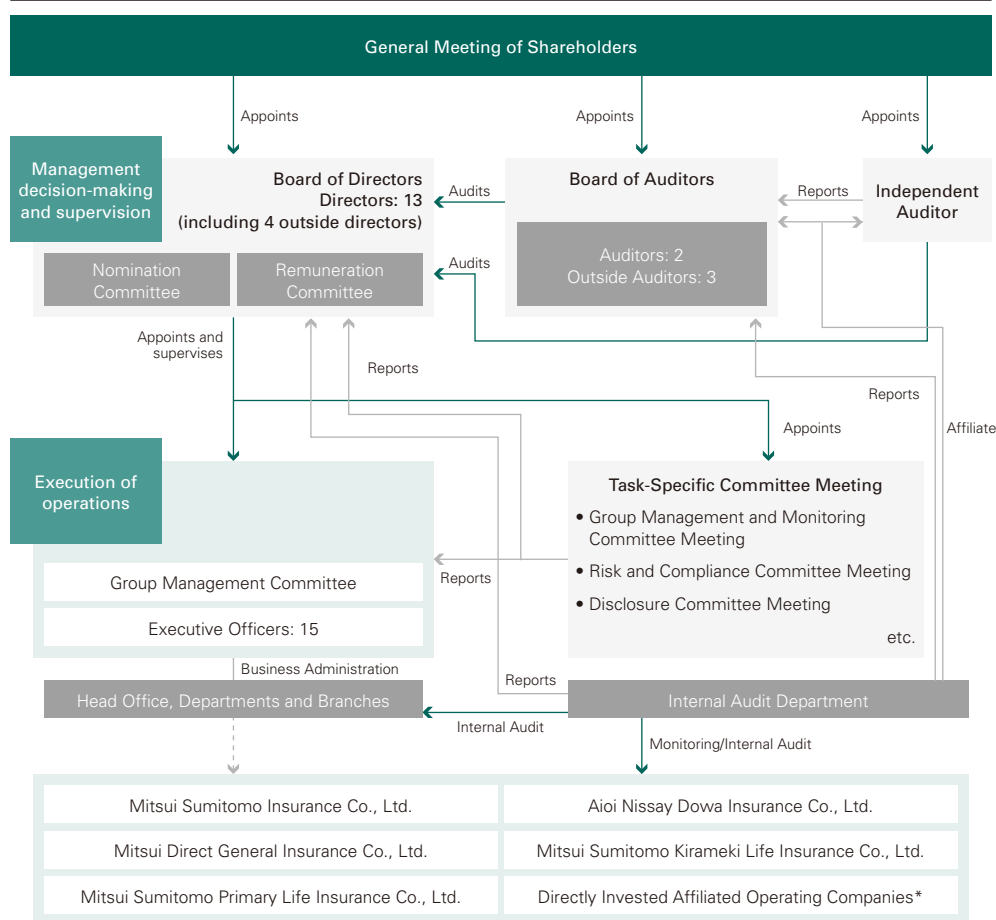 General Meeting of Shareholders
Appoints
Appoints
Appoints
Management
decision-making
and supervision
Board of Directors
Directors: 13
(including 4 outside directors)
Nomination
Committee
Remuneration
Committee
Audits
Audits
Board of Auditors
Auditors: 2
Outside Auditors: 3
Reports
Independent
Auditor
Appoints and
supervises
Reports
Reports
Affiliate
Appoints
Execution of
operations
Group Management Committee
Executive Officers: 15
Reports
Task-Specific Committee Meeting
• Group Management and Monitoring
Committee Meeting
• Risk and Compliance Committee Meeting
• Disclosure Committee Meeting
etc.
Business Administration
Reports
Head Office, Departments and Branches
Internal Audit Department
Internal Audit
Monitoring/Internal Audit
Mitsui Sumitomo Insurance Co., Ltd.
Aioi Nissay Dowa Insurance Co., Ltd.
Mitsui Direct General Insurance Co., Ltd.
Mitsui Sumitomo Kirameki Life Insurance Co., Ltd.
Mitsui Sumitomo Primary Life Insurance Co., Ltd.
Directly Invested Affiliated Operating Companies*